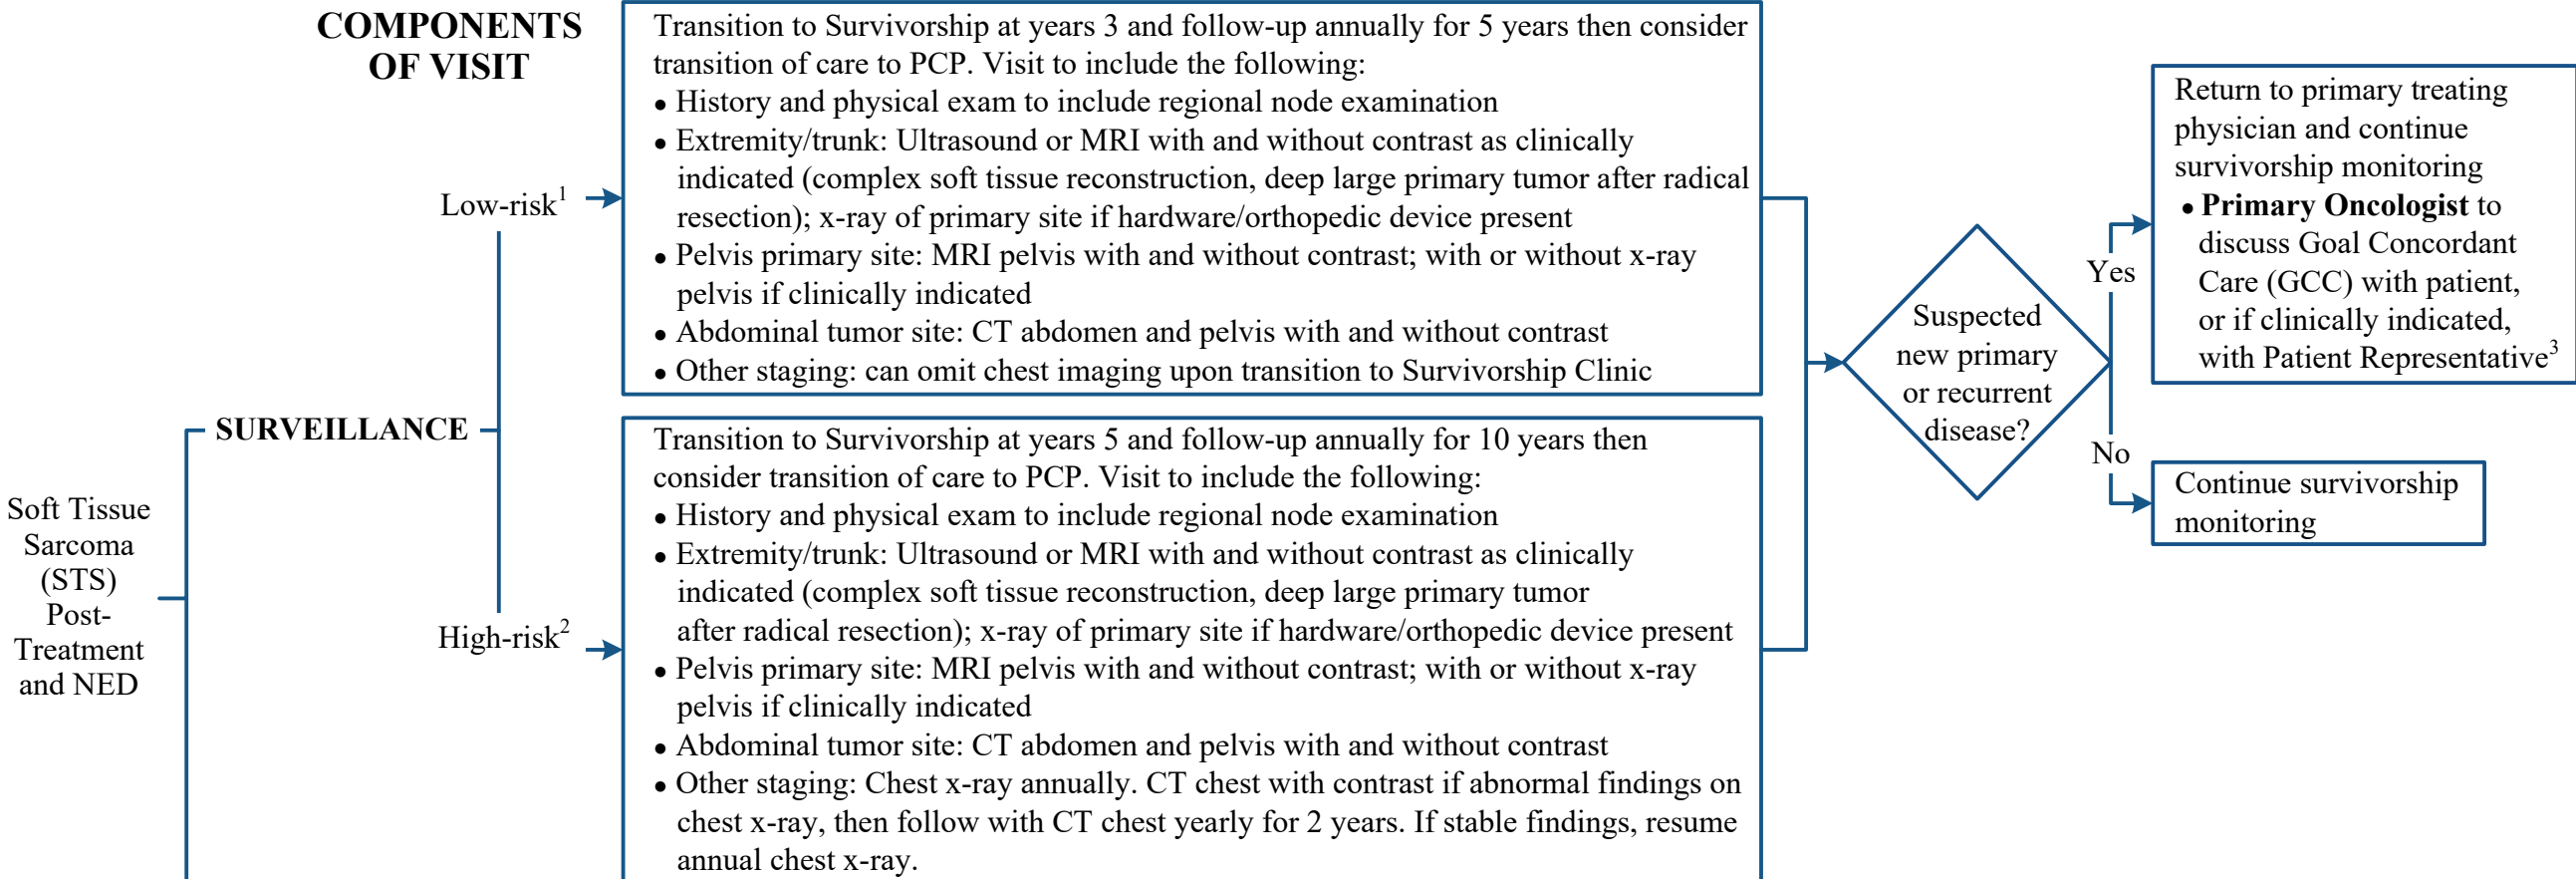 COMPONENTS
OF VISIT
Soft Tissue
Sarcoma
(STS)
Post-
Treatment
and NED
SURVEILLANCE
Low-risk1
Transition to Survivorship at years 3 and follow-up annually for 5 years then consider
transition of care to PCP. Visit to include the following:
● History and physical exam to include regional node examination
● Extremity/trunk: Ultrasound or MRI with and without contrast as clinically
indicated (complex soft tissue reconstruction, deep large primary tumor after radical
resection); x-ray of primary site if hardware/orthopedic device present
● Pelvis primary site: MRI pelvis with and without contrast; with or without x-ray
pelvis if clinically indicated
● Abdominal tumor site: CT abdomen and pelvis with and without contrast
● Other staging: can omit chest imaging upon transition to Survivorship Clinic
High-risk2
Transition to Survivorship at years 5 and follow-up annually for 10 years then
consider transition of care to PCP. Visit to include the following:
● History and physical exam to include regional node examination
● Extremity/trunk: Ultrasound or MRI with and without contrast as clinically
indicated (complex soft tissue reconstruction, deep large primary tumor
after radical resection); x-ray of primary site if hardware/orthopedic device present
● Pelvis primary site: MRI pelvis with and without contrast; with or without x-ray
pelvis if clinically indicated
● Abdominal tumor site: CT abdomen and pelvis with and without contrast
● Other staging: Chest x-ray annually. CT chest with contrast if abnormal findings on
chest x-ray, then follow with CT chest yearly for 2 years. If stable findings, resume
annual chest x-ray.
Suspected
new primary
or recurrent
disease?
Yes
Return to primary treating
physician and continue
survivorship monitoring
● Primary Oncologist to
discuss Goal Concordant
Care (GCC) with patient,
or if clinically indicated,
with Patient Representative3
No
Continue survivorship
monitoring